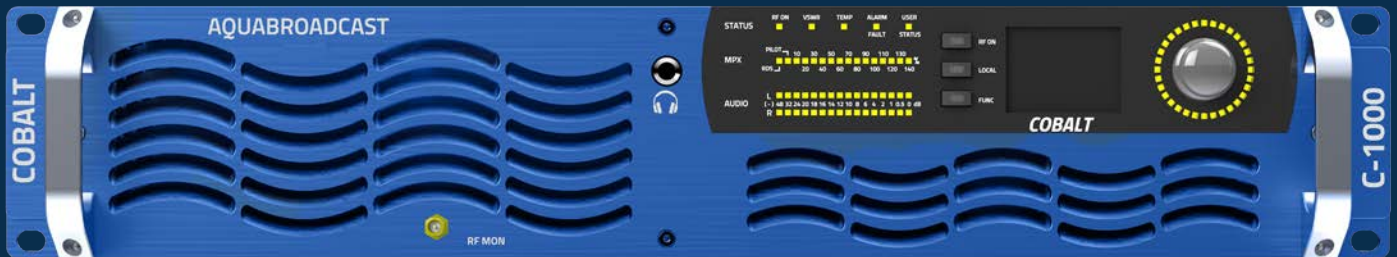 AQUABROADCAST
COBALT
RF MON
STATUS
RF ON VSWR TEMP ALARM USER
FAULT STATUS
MPX
PILOT 10 30 50 70 90 110 130 %
RDS 20 40 60 80 100 120 140
AUDIO
L
(-) 48 32 24 20 18 16 14 12 10 8 6 4 2 1 0.5 0 dB
R
RF ON
LOCAL
FUNC
COBALT
C-1000